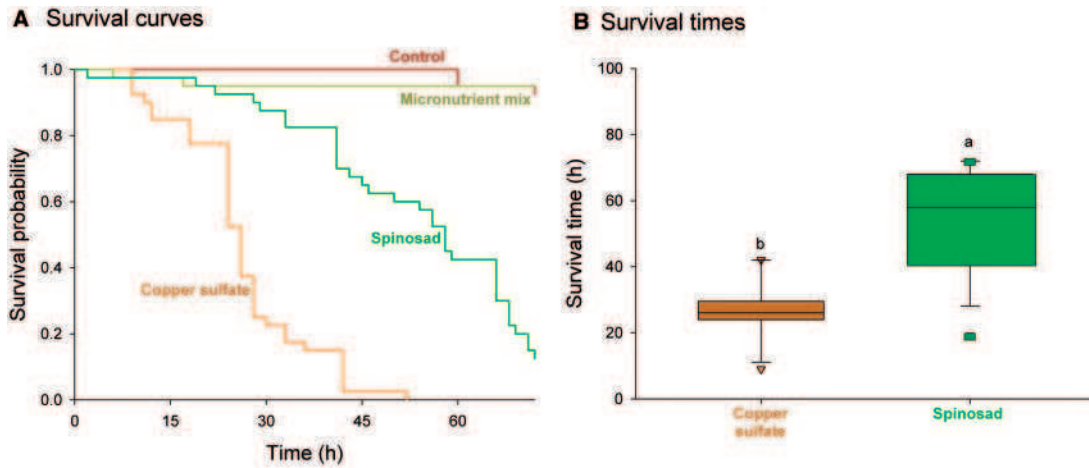 A Survival curves
Control
Micronutrient mix
Spinosad
Copper sulfate
Survival probability
1.0
0.8
0.6
0.4
0.2
0.0
0 15 30 45 60
Time (h)
B Survival times
Survival time (h)
100
80
60
40
20
0
b
a
Copper
sulfate
Spinosad